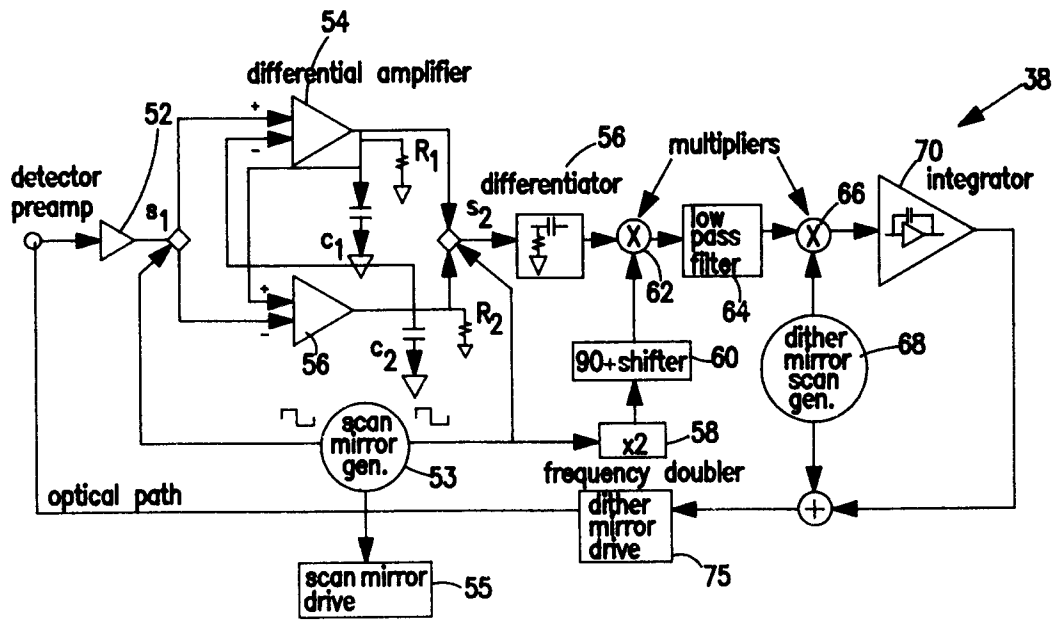 54
differential amplifier
38
52
+
-
R1
56
differentiator
multipliers
70
integrator
detector
preamp
s1
s2
c1
X
62
low
pass
filter
64
X
66
+
-
56
R2
c2
90+shifter
60
dither
mirror
scan
gen.
68
scan
mirror
gen.
53
x2
58
frequency doubler
optical path
dither
mirror
drive
75
+
scan mirror
drive
55